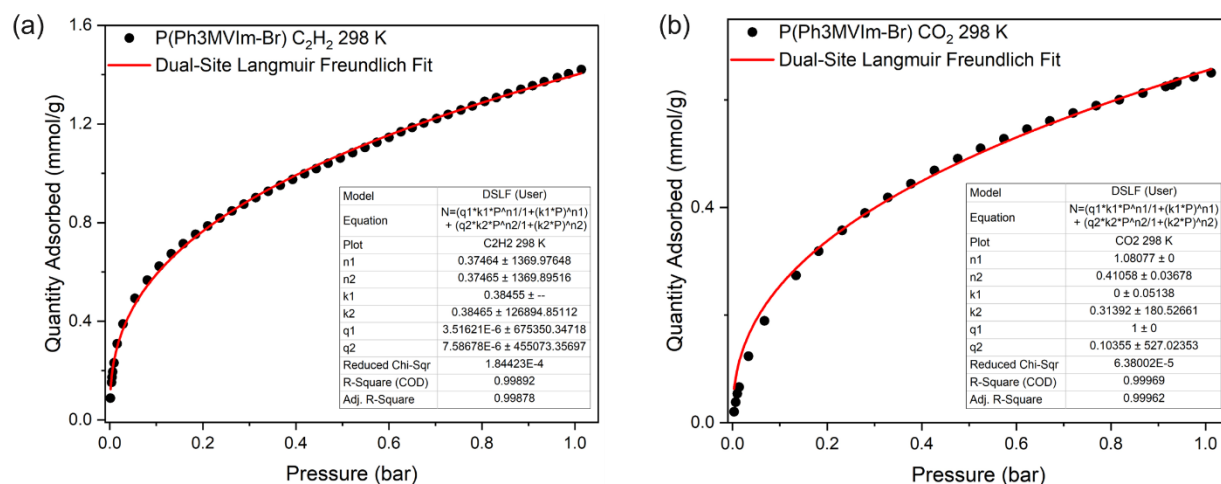 (a)
P(Ph3MVIm-Br) C₂H₂ 298 K
Dual-Site Langmuir Freundlich Fit
1.6
1.2
0.8
0.4
0.0
Quantity Adsorbed (mmol/g)
Model DSLF (User)
Equation N=(q1*k1*P^n1/1+(k1*P)^n1)
+ (q2*k2*P^n2/1+(k2*P)^n2)
Plot C2H2 298 K
n1 0.37464 ± 1369.97648
n2 0.37465 ± 1369.89516
k1 0.38455 ± --
k2 0.38465 ± 126894.85112
q1 3.51621E-6 ± 675350.34718
q2 7.58678E-6 ± 455073.35697
Reduced Chi-Sqr 1.84423E-4
R-Square (COD) 0.99892
Adj. R-Square 0.99878
0.0 0.2 0.4 0.6 0.8 1.0
Pressure (bar)
(b)
P(Ph3MVIm-Br) CO₂ 298 K
Dual-Site Langmuir Freundlich Fit
0.4
0.0
Quantity Adsorbed (mmol/g)
Model DSLF (User)
Equation N=(q1*k1*P^n1/1+(k1*P)^n1)
+ (q2*k2*P^n2/1+(k2*P)^n2)
Plot CO2 298 K
n1 1.08077 ± 0
n2 0.41058 ± 0.03678
k1 0 ± 0.05138
k2 0.31392 ± 180.52661
q1 1 ± 0
q2 0.10355 ± 527.02353
Reduced Chi-Sqr 6.38002E-5
R-Square (COD) 0.99969
Adj. R-Square 0.99962
0.0 0.2 0.4 0.6 0.8 1.0
Pressure (bar)